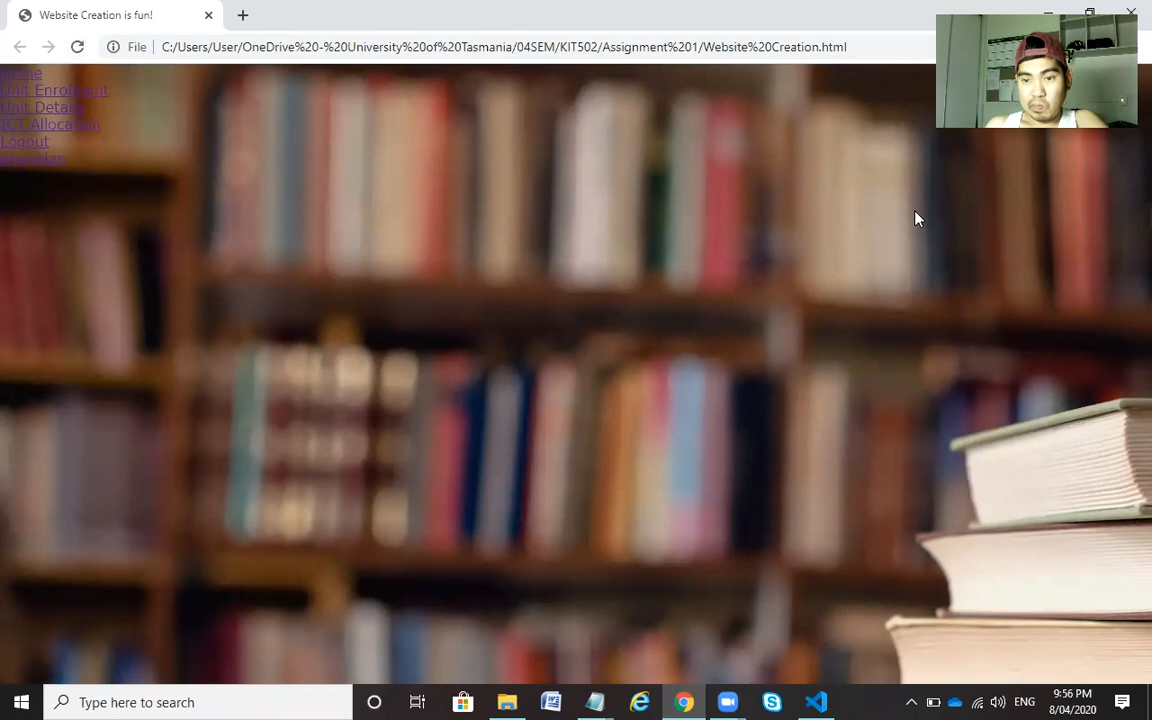 Website Creation is fun!
File
C:/Users/User/OneDrive%20-%20University%20of%20Tasmania/04SEM/KIT502/Assignment%201/Website%20Creation.html
Home
Unit Enrolment
Unit Details
ICT Allocation
Logout
Type here to search
ENG
9:56 PM
8/04/2020